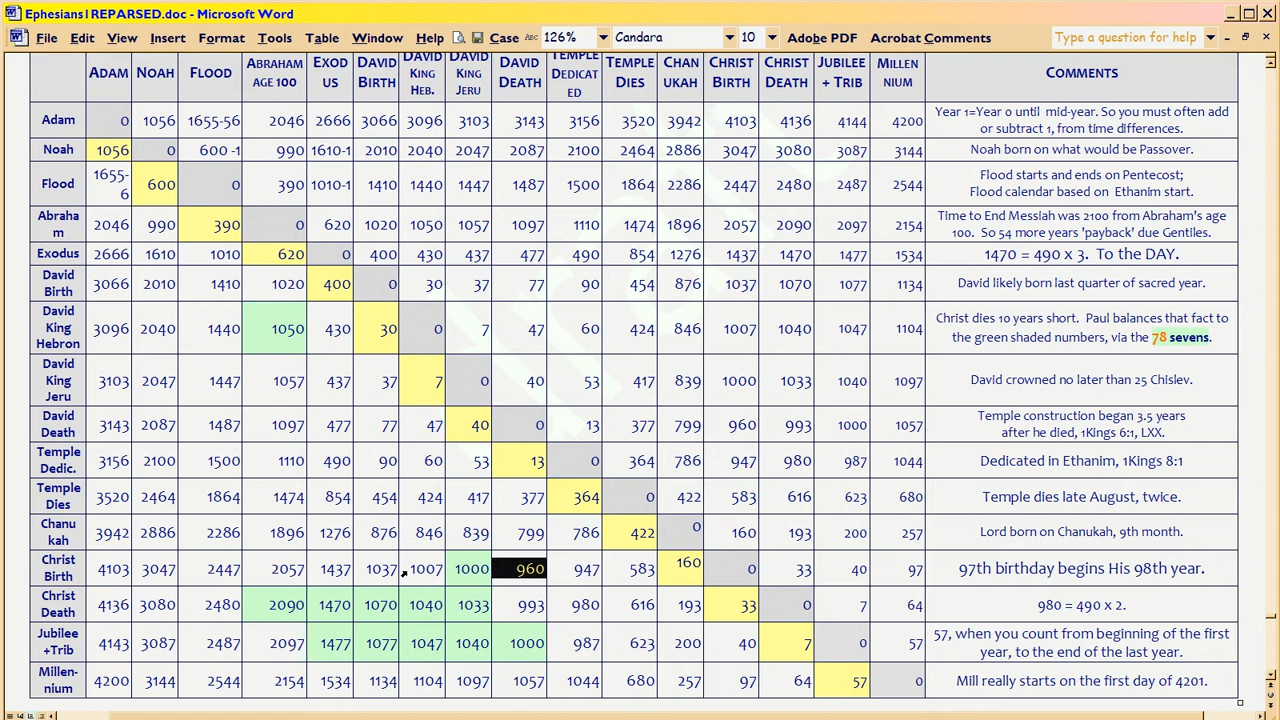 Ephesians1REPARSED.doc - Microsoft Word
File Edit View Insert Format Tools Table Window Help Case 126% Candara 10 Adobe PDF Acrobat Comments Type a question for help
ADAM NOAH FLOOD ABRAHAM AGE 100 EXOD US DAVID BIRTH DAVID KING HEB. DAVID KING JERU DAVID DEATH TEMPLE DEDICAT ED TEMPLE DIES CHAN UKAH CHRIST BIRTH CHRIST DEATH JUBILEE + TRIB MILLEN NIUM COMMENTS
Adam 0 1056 1655-56 2046 2666 3066 3096 3103 3143 3156 3520 3942 4103 4136 4144 4200 Year 1=Year 0 until mid-year. So you must often add or subtract 1, from time differences.
Noah 1056 0 600 -1 990 1610-1 2010 2040 2047 2087 2100 2464 2886 3047 3080 3087 3144 Noah born on what would be Passover.
Flood 1655-6 600 0 390 1010-1 1410 1440 1447 1487 1500 1864 2286 2447 2480 2487 2544 Flood starts and ends on Pentecost; Flood calendar based on Ethanim start.
Abraha m 2046 990 390 0 620 1020 1050 1057 1097 1110 1474 1896 2057 2090 2097 2154 Time to End Messiah was 2100 from Abraham's age 100. So 54 more years 'payback' due Gentiles.
Exodus 2666 1610 1010 620 0 400 430 437 477 490 854 1276 1437 1470 1477 1534 1470 = 490 x 3. To the DAY.
David Birth 3066 2010 1410 1020 400 0 30 37 77 90 454 876 1037 1070 1077 1134 David likely born last quarter of sacred year.
David King Hebron 3096 2040 1440 1050 430 30 0 7 47 60 424 846 1007 1040 1047 1104 Christ dies 10 years short. Paul balances that fact to the green shaded numbers, via the 78 sevens.
David King Jeru 3103 2047 1447 1057 437 37 7 0 40 53 417 839 1000 1033 1040 1097 David crowned no later than 25 Chislev.
David Death 3143 2087 1487 1097 477 77 47 40 0 13 377 799 960 993 1000 1057 Temple construction began 3.5 years after he died, 1Kings 6:1, LXX.
Temple Dedic. 3156 2100 1500 1110 490 90 60 53 13 0 364 786 947 980 987 1044 Dedicated in Ethanim, 1Kings 8:1
Temple Dies 3520 2464 1864 1474 854 454 424 417 377 364 0 422 583 616 623 680 Temple dies late August, twice.
Chanu kah 3942 2886 2286 1896 1276 876 846 839 799 786 422 0 160 193 200 257 Lord born on Chanukah, 9th month.
Christ Birth 4103 3047 2447 2057 1437 1037 1007 1000 960 947 583 160 0 33 40 97 97th birthday begins His 98th year.
Christ Death 4136 3080 2480 2090 1470 1070 1040 1033 993 980 616 193 33 0 7 64 980 = 490 x 2.
Jubilee +Trib 4143 3087 2487 2097 1477 1077 1047 1040 1000 987 623 200 40 7 0 57 57, when you count from beginning of the first year, to the end of the last year.
Millen- nium 4200 3144 2544 2154 1534 1134 1104 1097 1057 1044 680 257 97 64 57 0 Mill really starts on the first day of 4201.